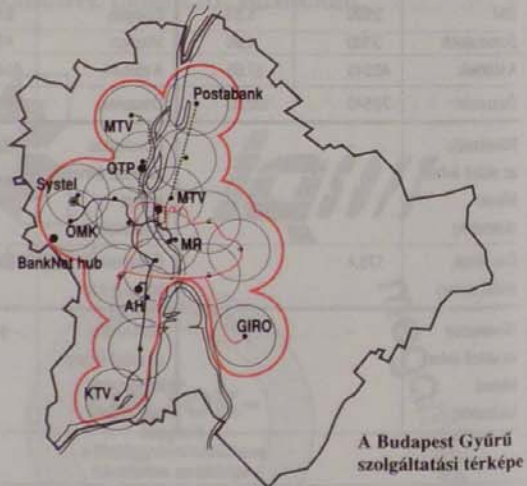 Postabank
MTV
OTP
Systel
MTV
OMK
MR
BankNet hub
AH
GIRO
KTV
A Budapest Gyűrű
szolgáltatási térképe